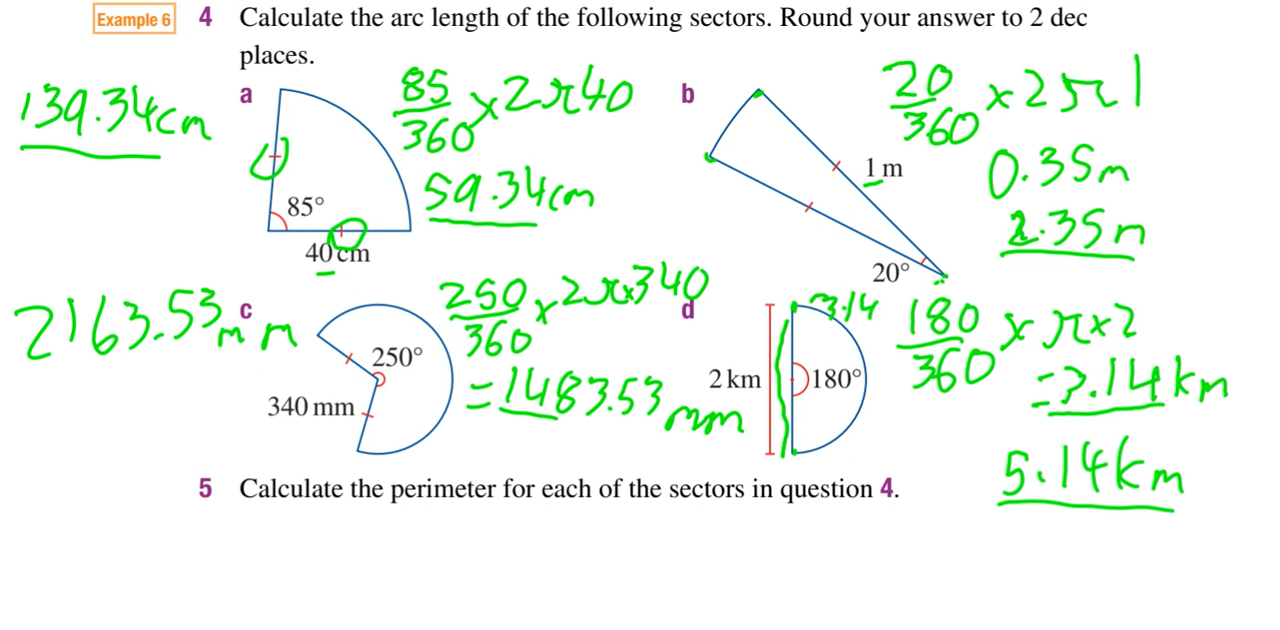 Example 6 4 Calculate the arc length of the following sectors. Round your answer to 2 dec
places.
139.34cm
a
85/360 x 2π40
59.34cm
85°
40 cm
b
20/360 x 2π1
0.35m
2.35m
1 m
20°
2163.53mm
c
250/360 x 2π x 340
= 1483.53 mm
250°
340 mm
d
3.14
180/360 x π x 2
= 3.14km
5.14km
2 km
180°
5 Calculate the perimeter for each of the sectors in question 4.